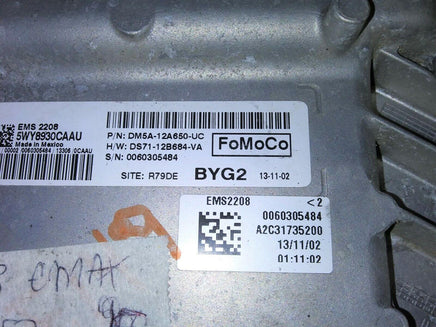 EMS 2208
5WY8930CAAU
Made in Mexico
P/N: DM5A-12A650-UC
H/W: DS71-12B684-VA
S/N: 0060305484
FoMoCo
SITE: R79DE BYG2 13-11-02
EMS2208 <2
0060305484
A2C31735200
13/11/02
01:11:02